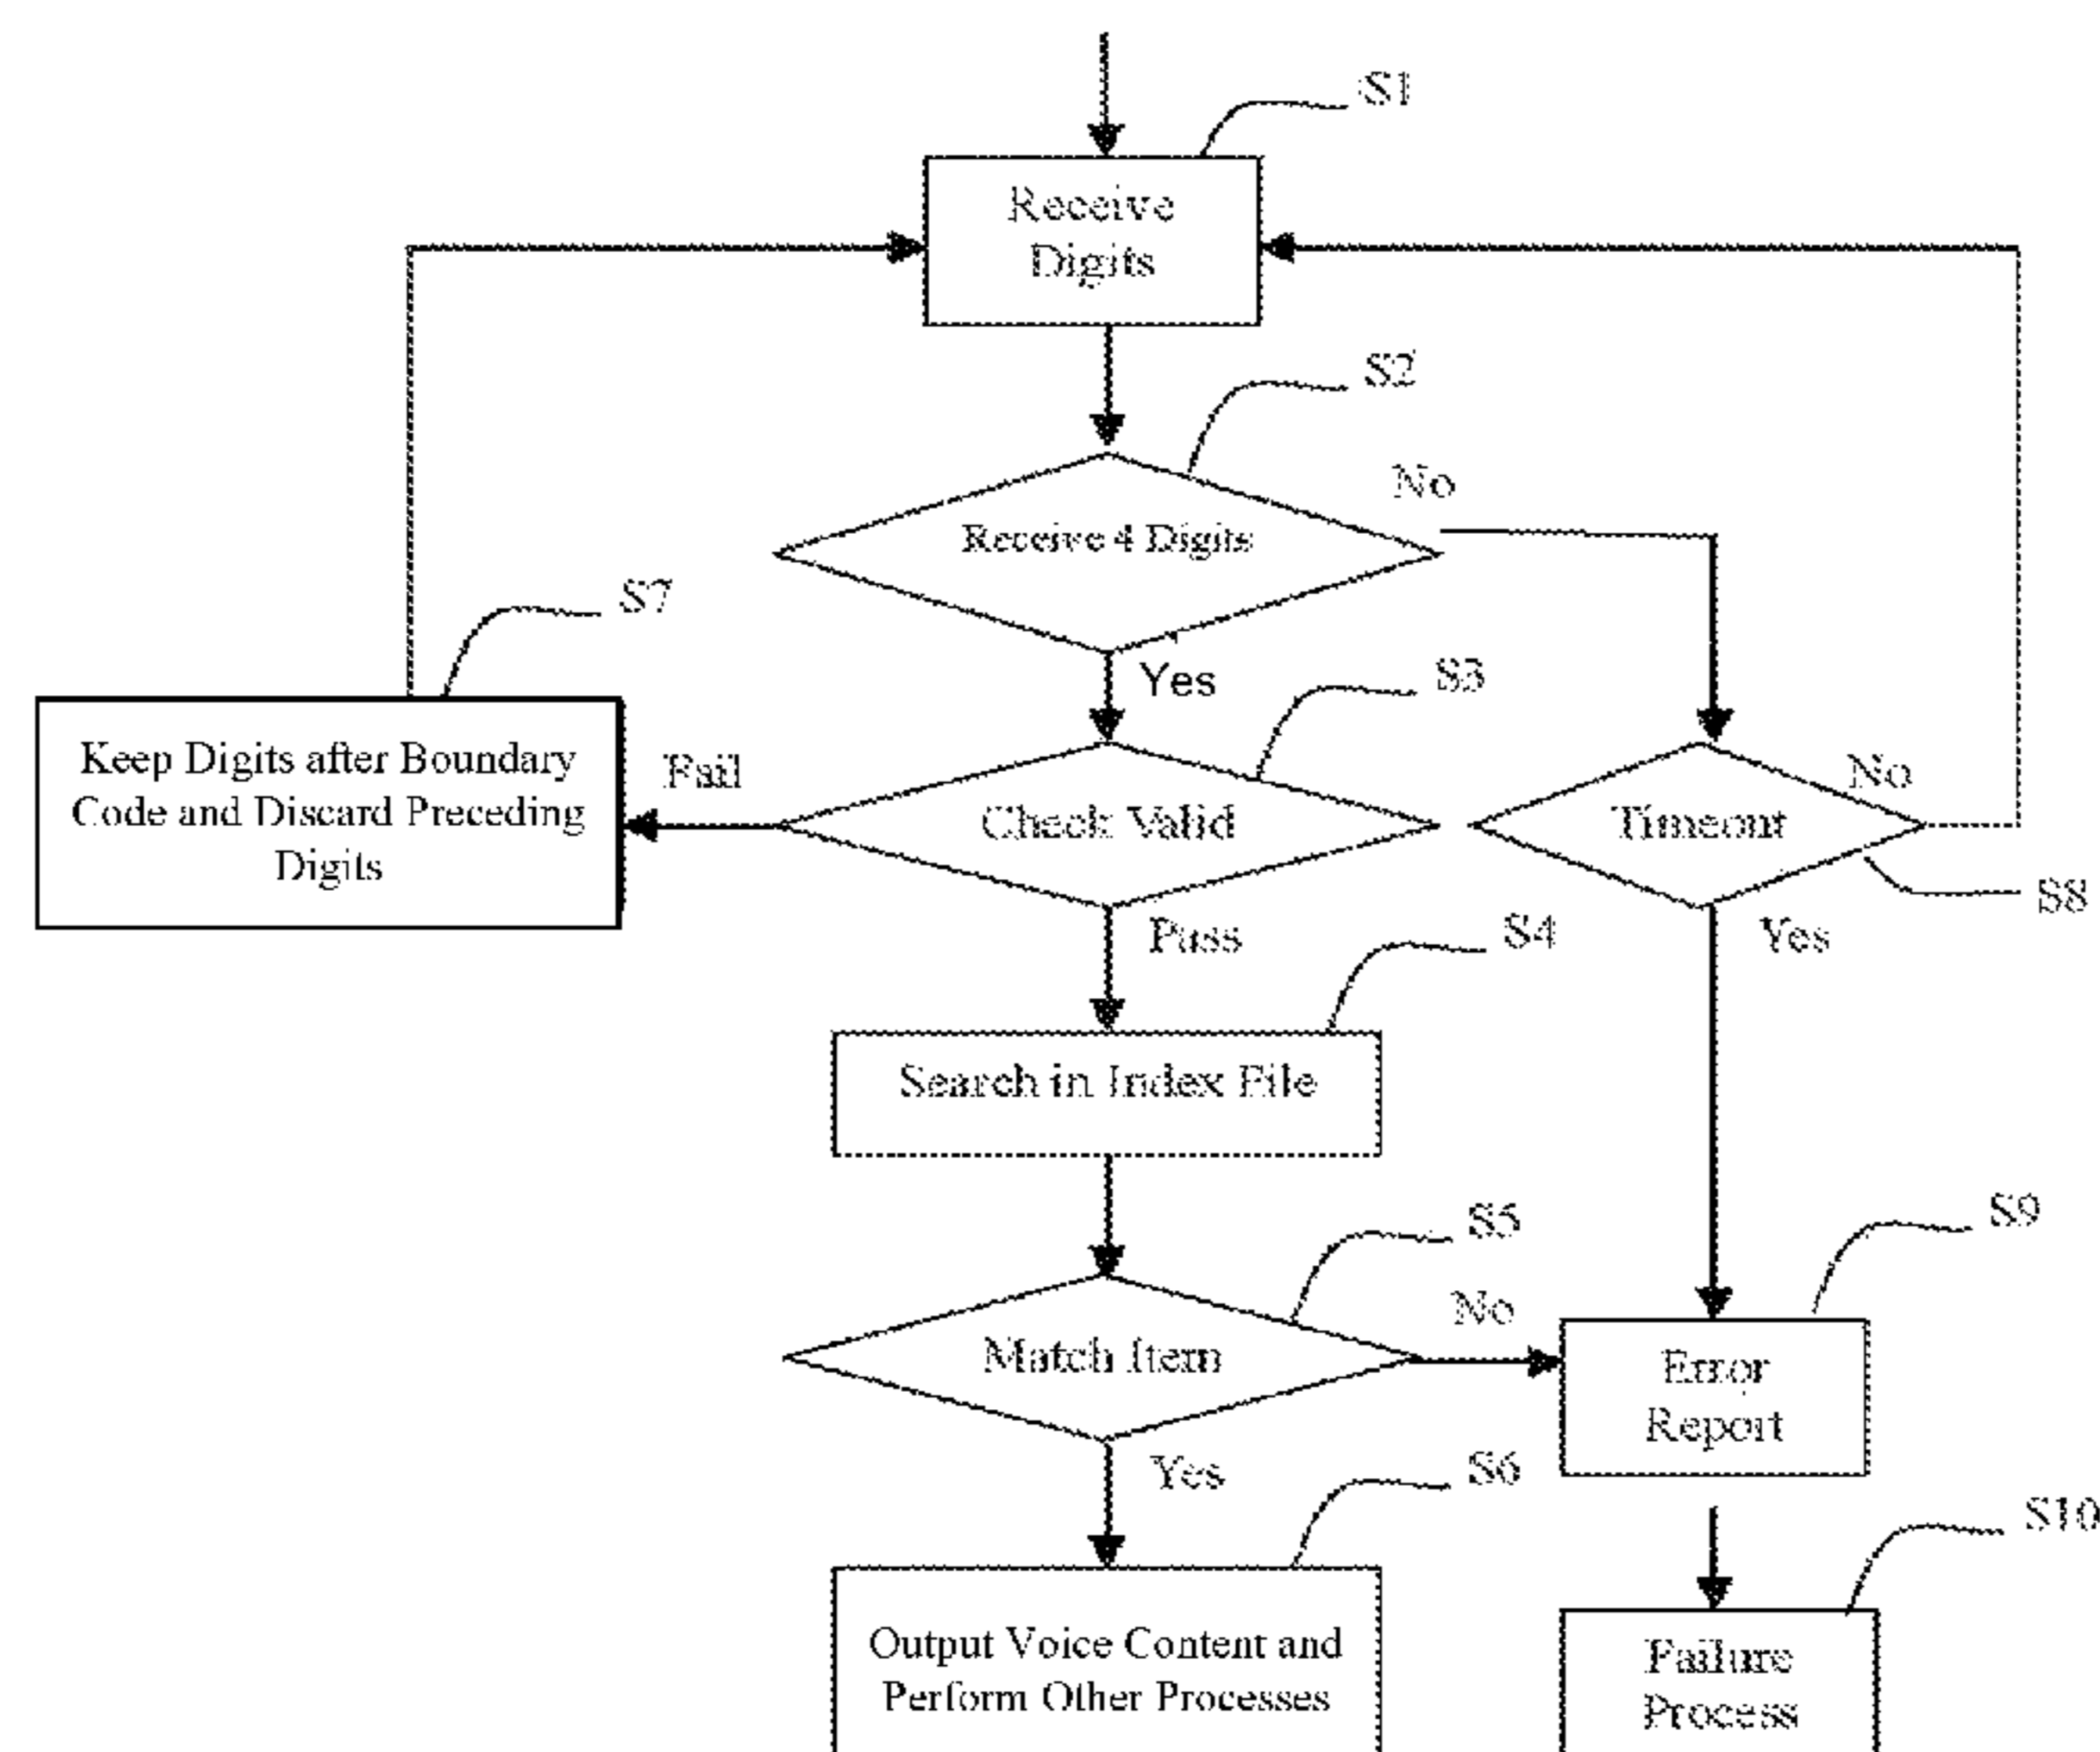 S1
Receive
Digits
S2
No
Receive 4 Digits
S7
Yes
S3
Keep Digits after Boundary
Code and Discard Preceding
Digits
Fail
Check Valid
No
Timeout
S8
Pass
S4
Yes
Search in Index File
S5
S9
No
Match Item
Error
Report
Yes
S6
S10
Output Voice Content and
Perform Other Processes
Failure
Process